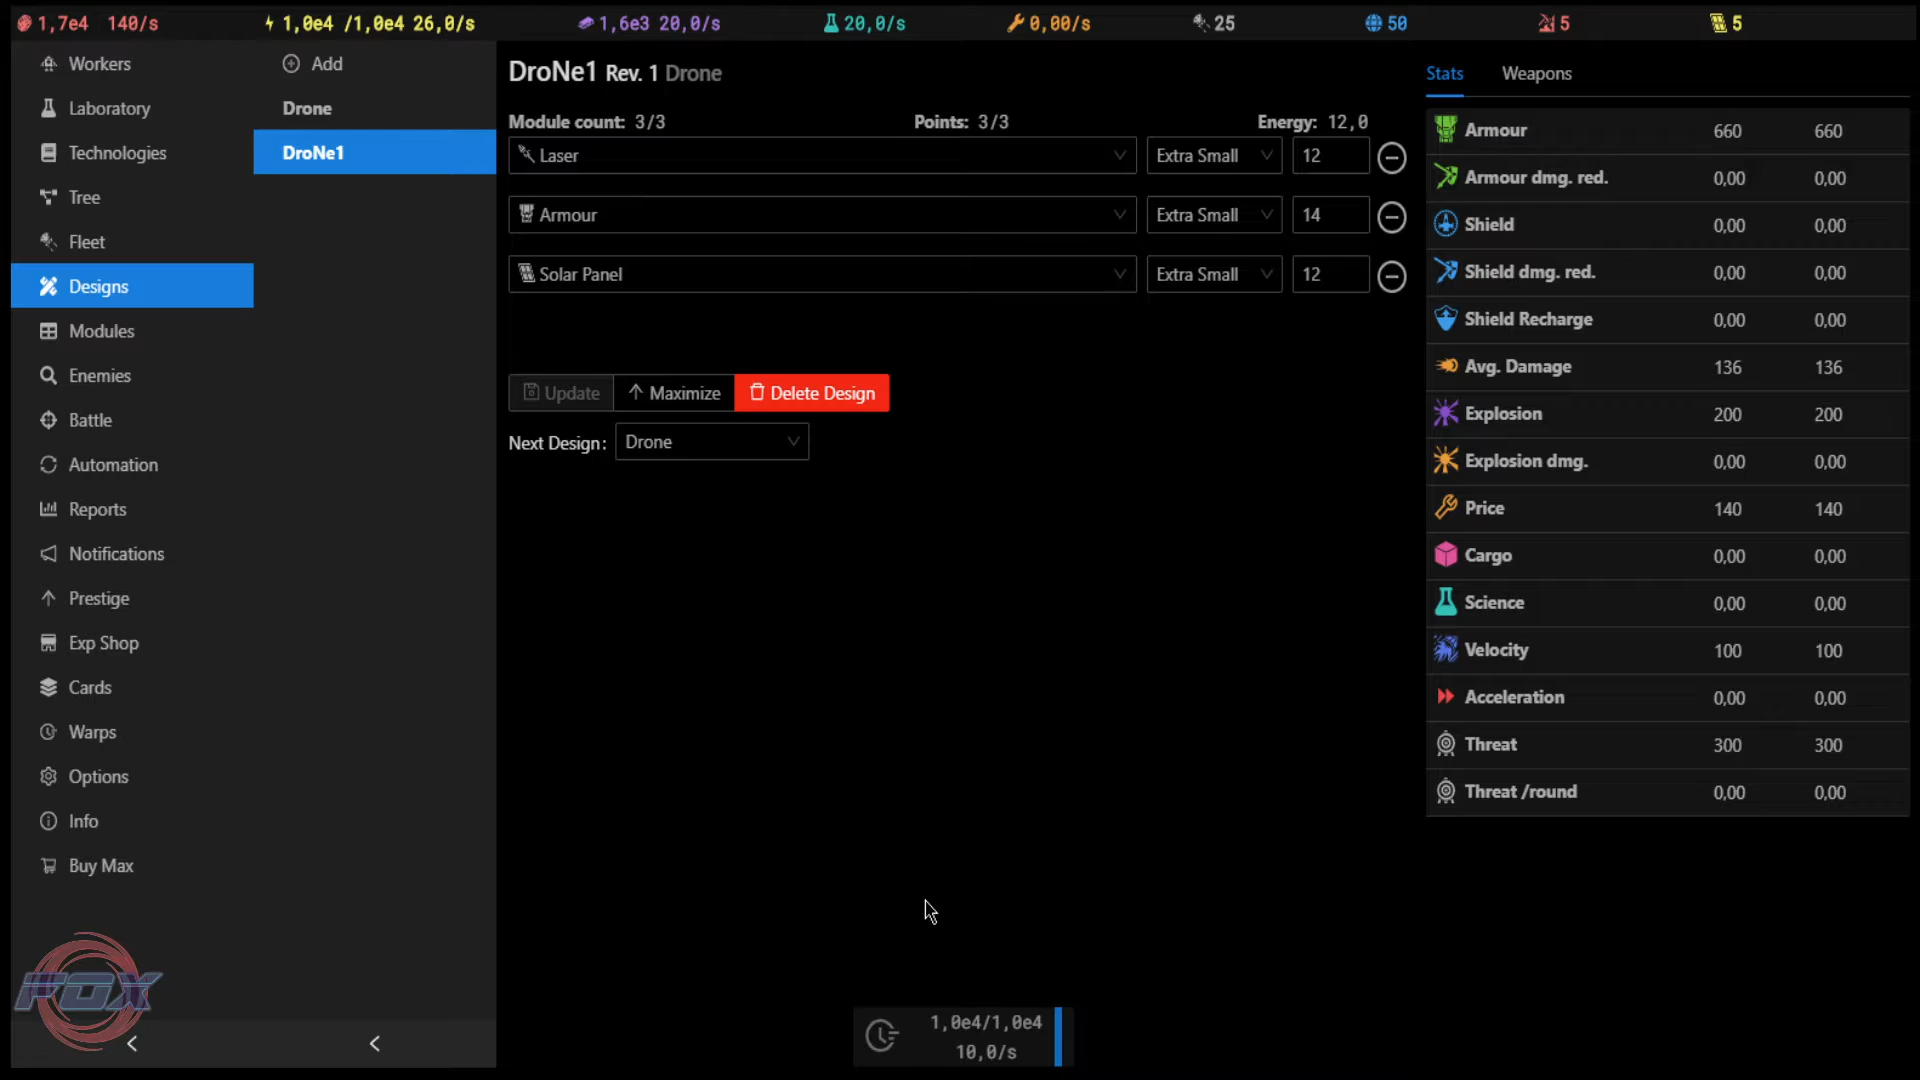 1,7e4 140/s
1,0e4 /1,0e4 26,0/s
1,6e3 20,0/s
20,0/s
0,00/s
25
50
5
5
Workers
Laboratory
Technologies
Tree
Fleet
Designs
Modules
Enemies
Battle
Automation
Reports
Notifications
Prestige
Exp Shop
Cards
Warps
Options
Info
Buy Max
FOX
Add
Drone
DroNe1
DroNe1 Rev. 1 Drone
Module count: 3/3 Points: 3/3 Energy: 12,0
Laser Extra Small 12
Armour Extra Small 14
Solar Panel Extra Small 12
Update Maximize Delete Design
Next Design: Drone
Stats Weapons
Armour 660 660
Armour dmg. red. 0,00 0,00
Shield 0,00 0,00
Shield dmg. red. 0,00 0,00
Shield Recharge 0,00 0,00
Avg. Damage 136 136
Explosion 200 200
Explosion dmg. 0,00 0,00
Price 140 140
Cargo 0,00 0,00
Science 0,00 0,00
Velocity 100 100
Acceleration 0,00 0,00
Threat 300 300
Threat /round 0,00 0,00
1,0e4/1,0e4
10,0/s